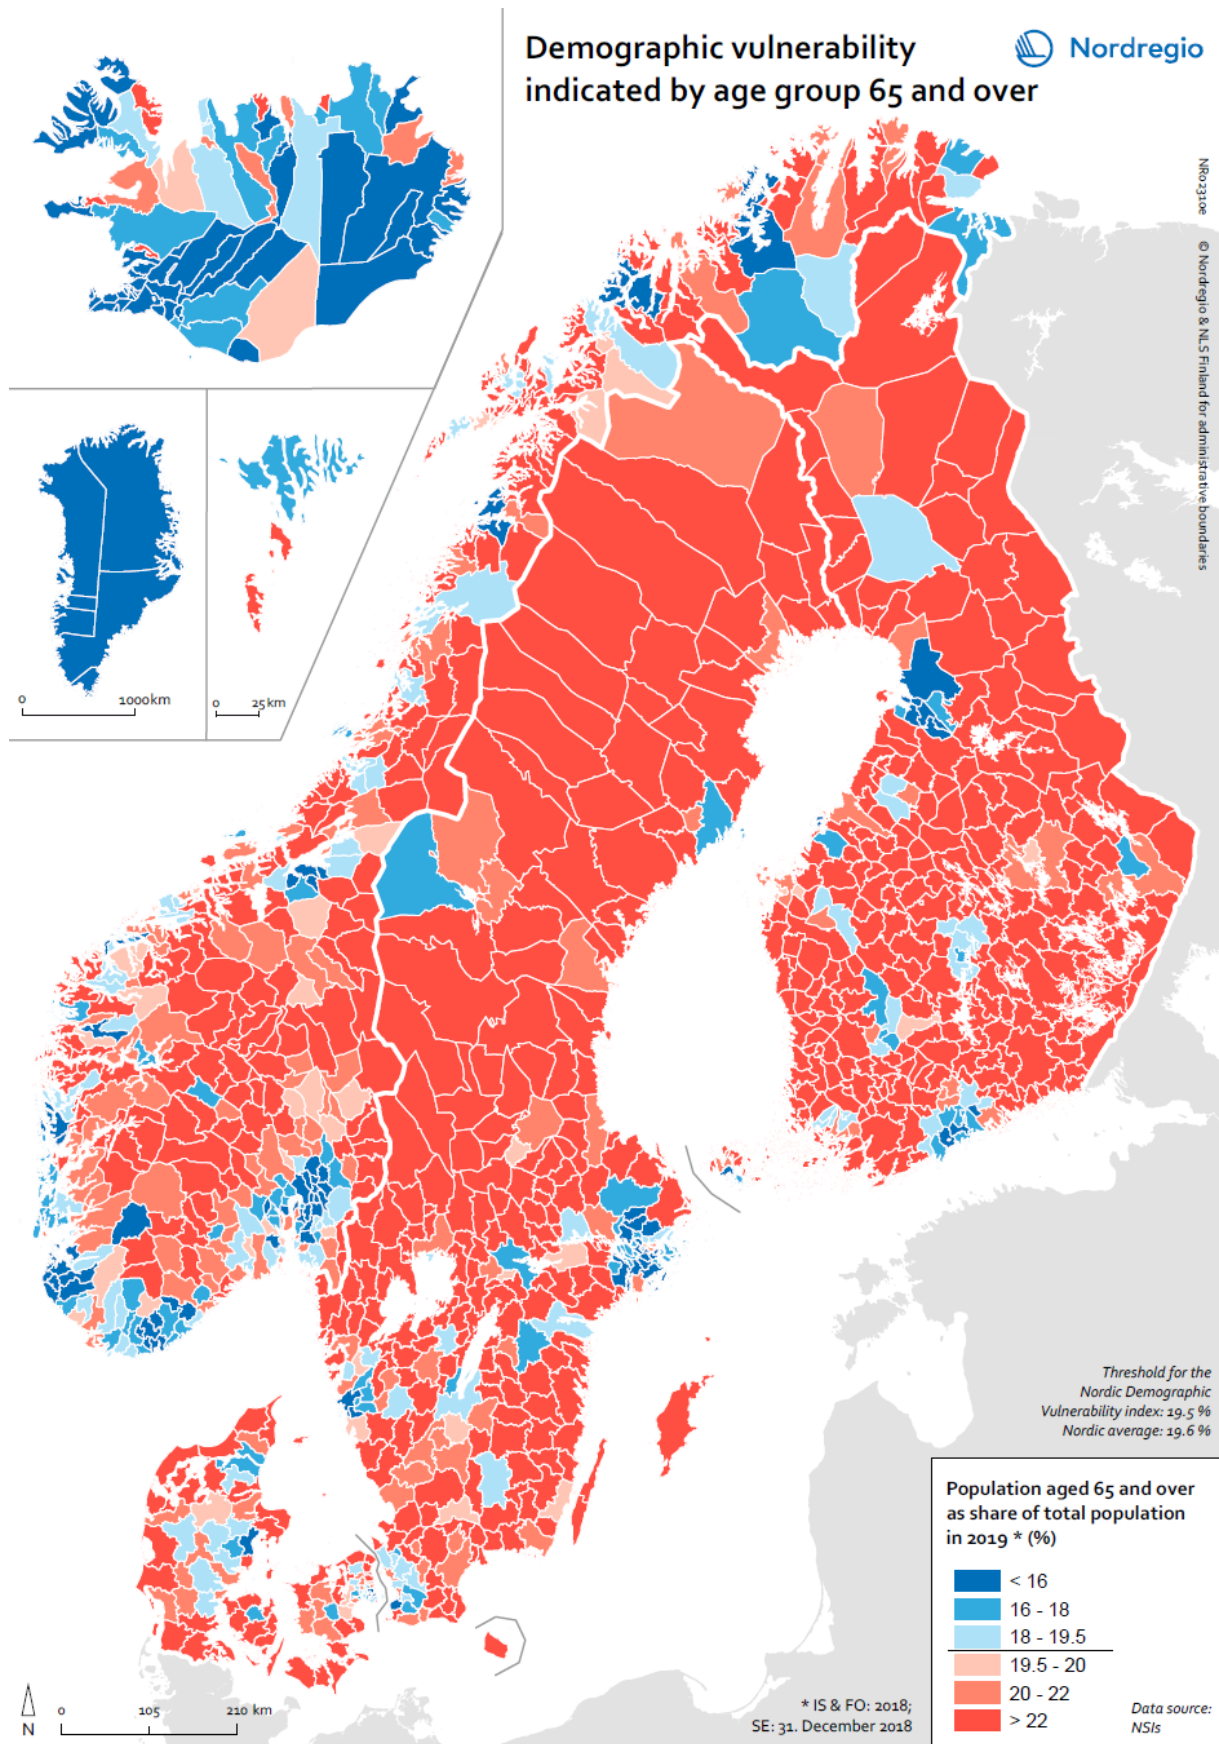 Demographic vulnerability
indicated by age group 65 and over
Nordregio
NR02310e
© Nordregio & NLS Finland for administrative boundaries
0 1000km
0 25km
Threshold for the
Nordic Demographic
Vulnerability index: 19.5 %
Nordic average: 19.6 %
Population aged 65 and over
as share of total population
in 2019 * (%)
< 16
16 - 18
18 - 19.5
19.5 - 20
20 - 22
> 22
Data source:
NSIs
* IS & FO: 2018;
SE: 31. December 2018
N
0 105 210 km